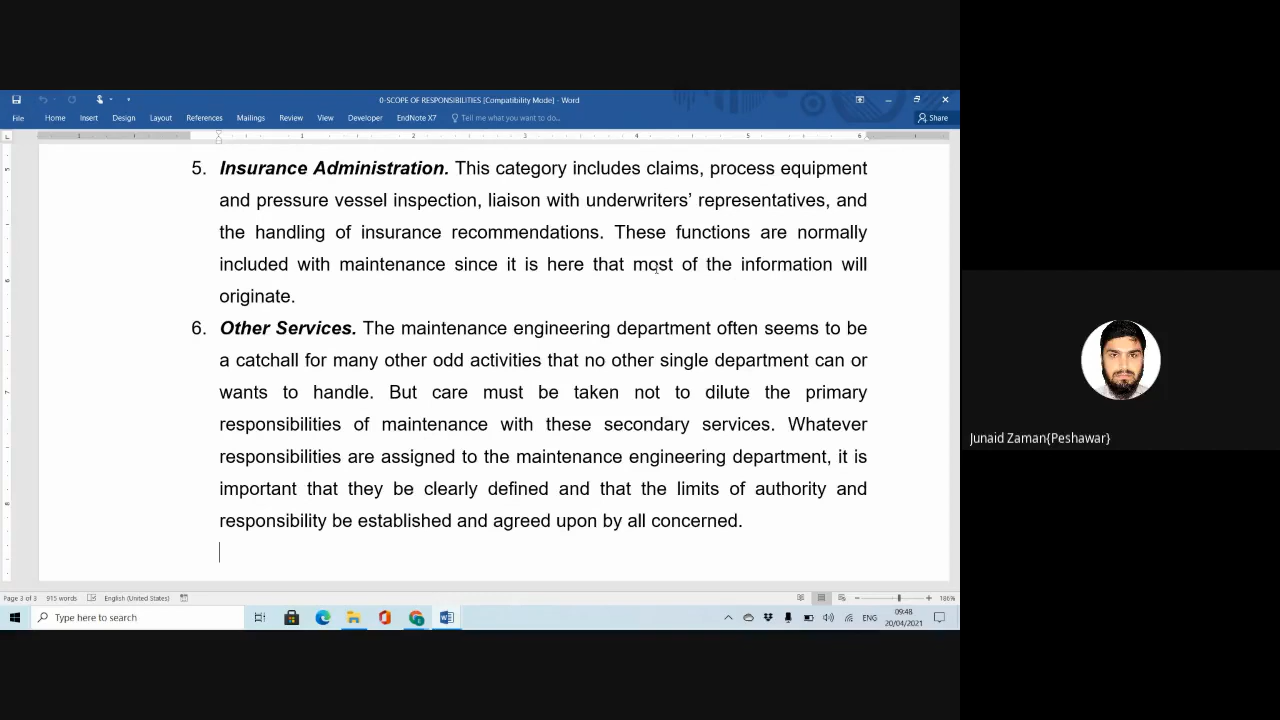 0-SCOPE OF RESPONSIBILITIES [Compatibility Mode] - Word
File Home Insert Design Layout References Mailings Review View Developer EndNote X7 Tell me what you want to do... Share
1 1 2 3 4 5 6
5. Insurance Administration. This category includes claims, process equipment
and pressure vessel inspection, liaison with underwriters’ representatives, and
the handling of insurance recommendations. These functions are normally
included with maintenance since it is here that most of the information will
originate.
6. Other Services. The maintenance engineering department often seems to be
a catchall for many other odd activities that no other single department can or
wants to handle. But care must be taken not to dilute the primary
responsibilities of maintenance with these secondary services. Whatever
responsibilities are assigned to the maintenance engineering department, it is
important that they be clearly defined and that the limits of authority and
responsibility be established and agreed upon by all concerned.
Junaid Zaman{Peshawar}
Page 3 of 3 915 words English (United States) 186%
Type here to search
ENG
09:48
20/04/2021